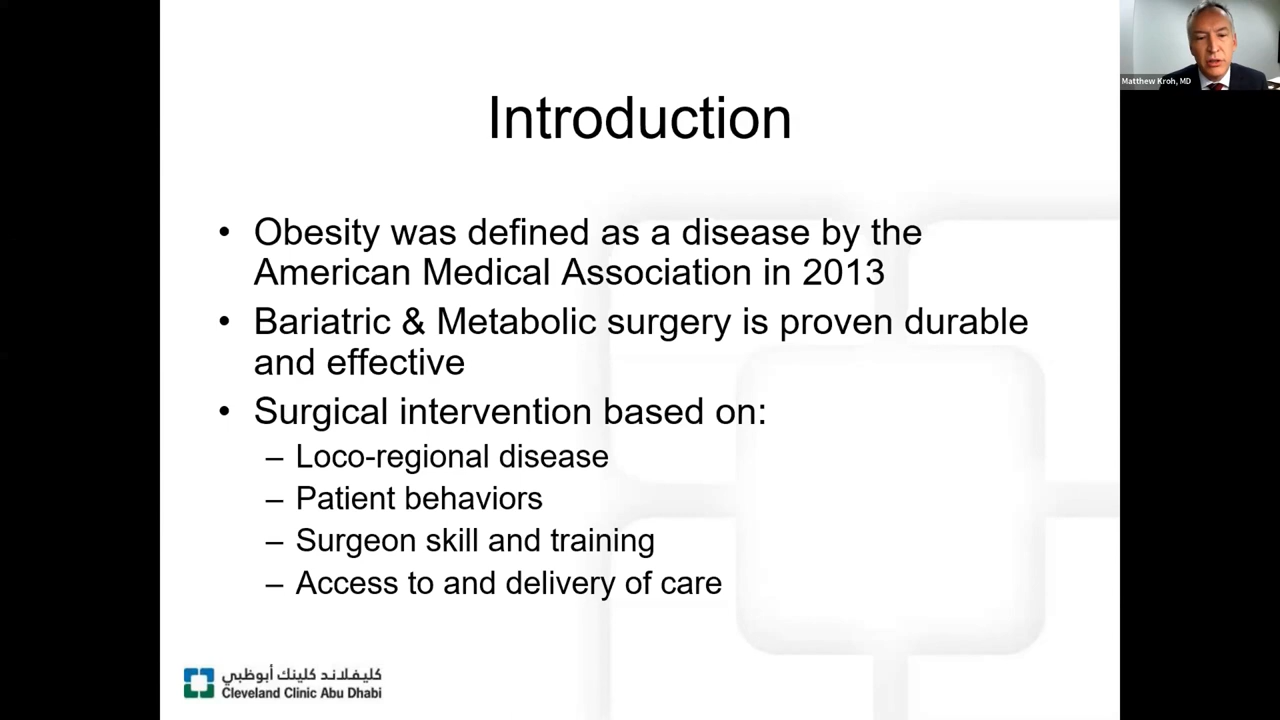 Matthew Kroh, MD
Introduction
• Obesity was defined as a disease by the
American Medical Association in 2013
• Bariatric & Metabolic surgery is proven durable
and effective
• Surgical intervention based on:
– Loco-regional disease
– Patient behaviors
– Surgeon skill and training
– Access to and delivery of care
كليفلاند كلينك أبوظبي
Cleveland Clinic Abu Dhabi